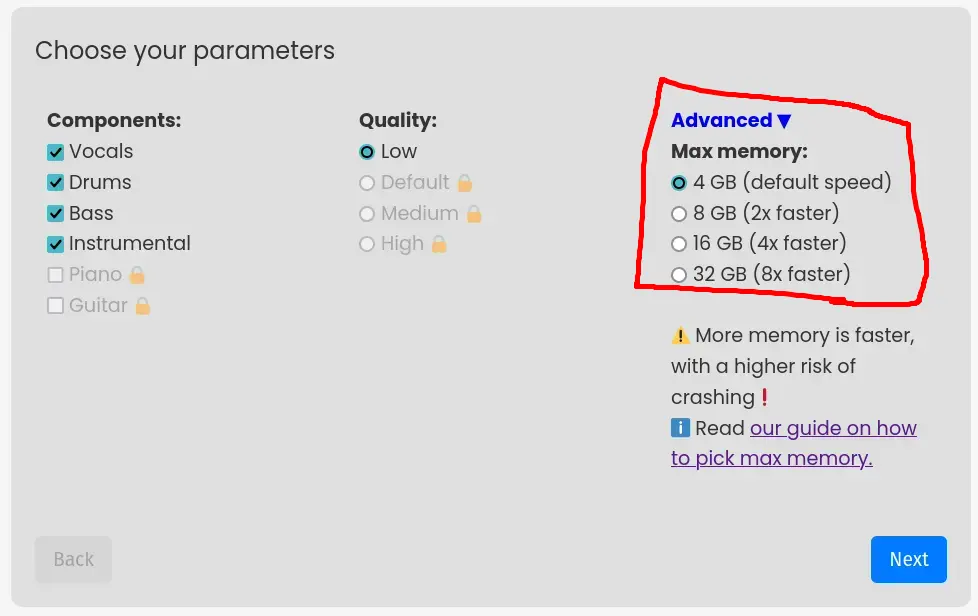 Choose your parameters
Components:
Vocals
Drums
Bass
Instrumental
Piano 🔒
Guitar 🔒
Quality:
Low
Default 🔒
Medium 🔒
High 🔒
Advanced ▼
Max memory:
4 GB (default speed)
8 GB (2x faster)
16 GB (4x faster)
32 GB (8x faster)
⚠️ More memory is faster,
with a higher risk of
crashing❗
ℹ️ Read our guide on how
to pick max memory.
Back
Next